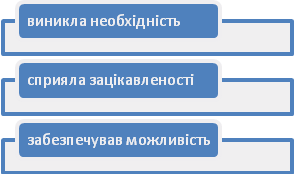 виникла необхідність
сприяла зацікавленості
забезпечував можливість